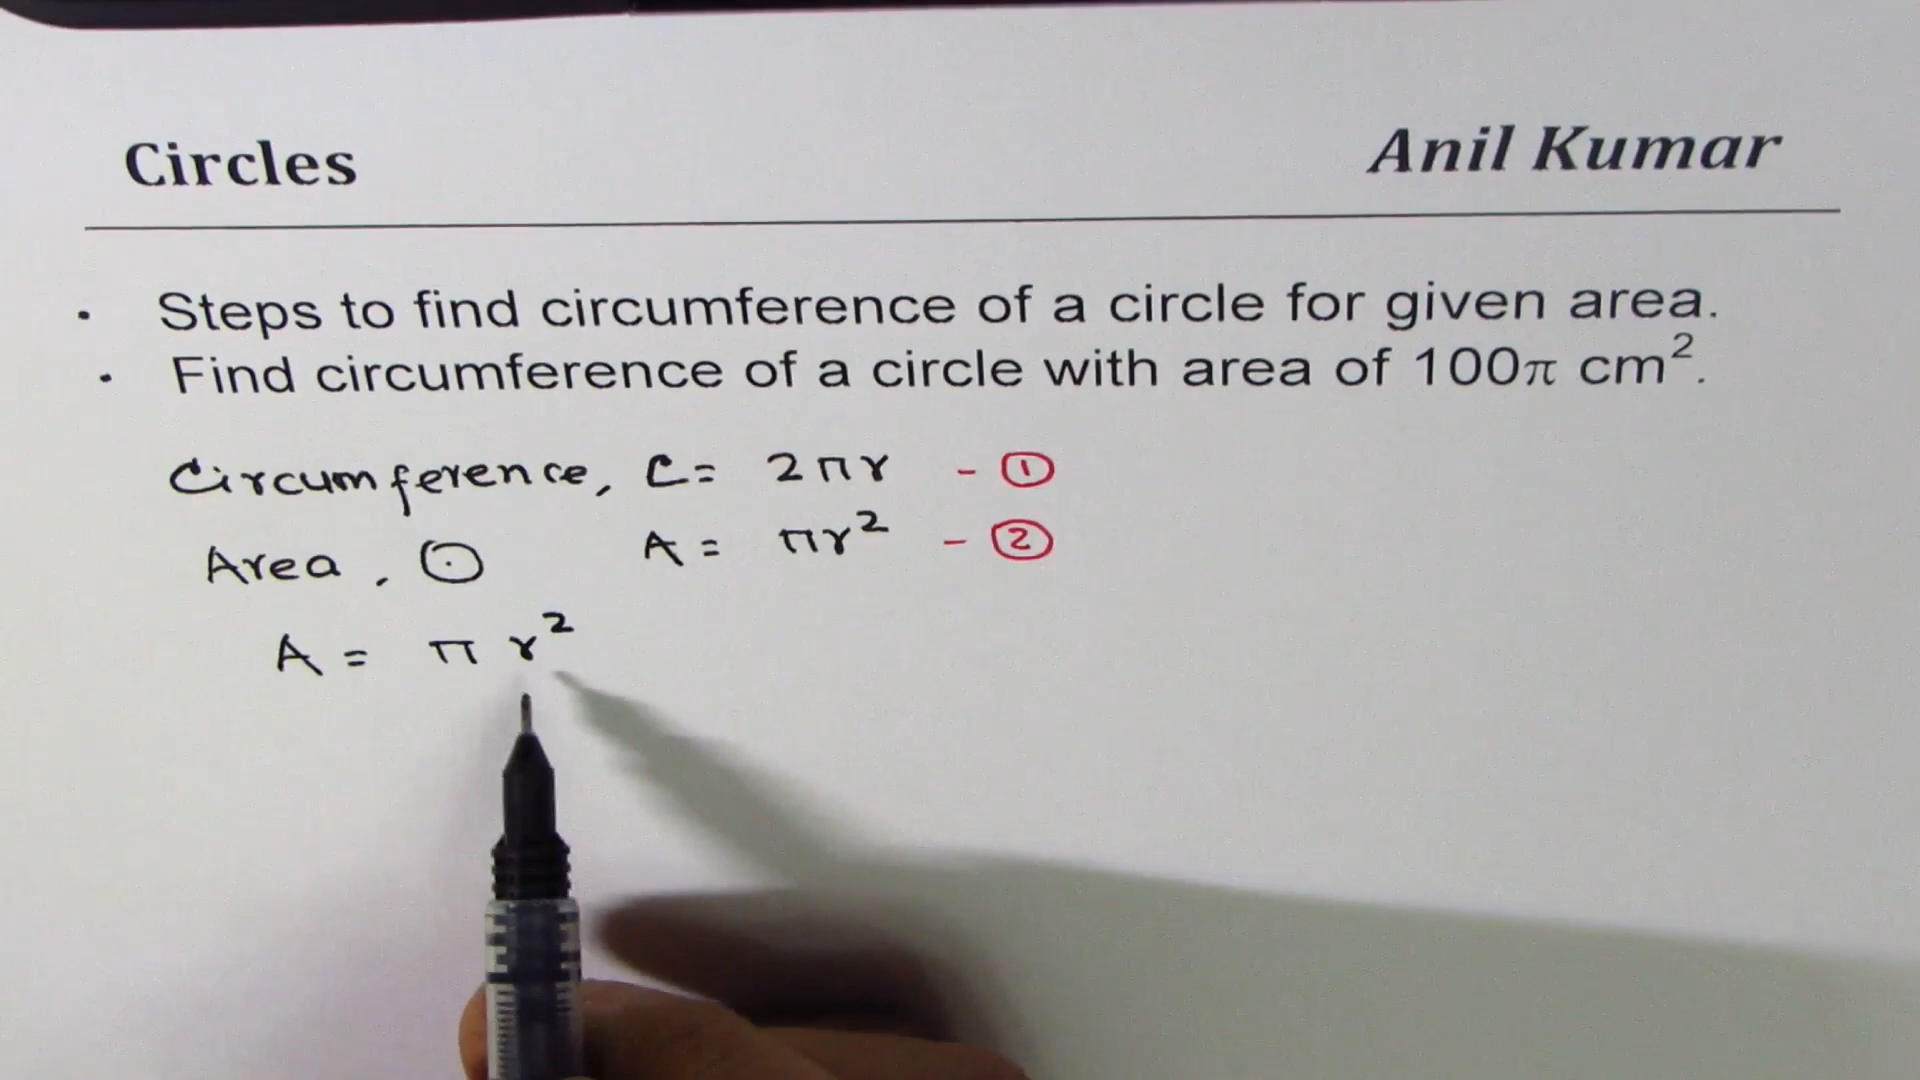 Circles
Anil Kumar
• Steps to find circumference of a circle for given area.
• Find circumference of a circle with area of 100π cm².
Circumference, C = 2πr - ①
Area, ⊙ A = πr² - ②
A = π r²